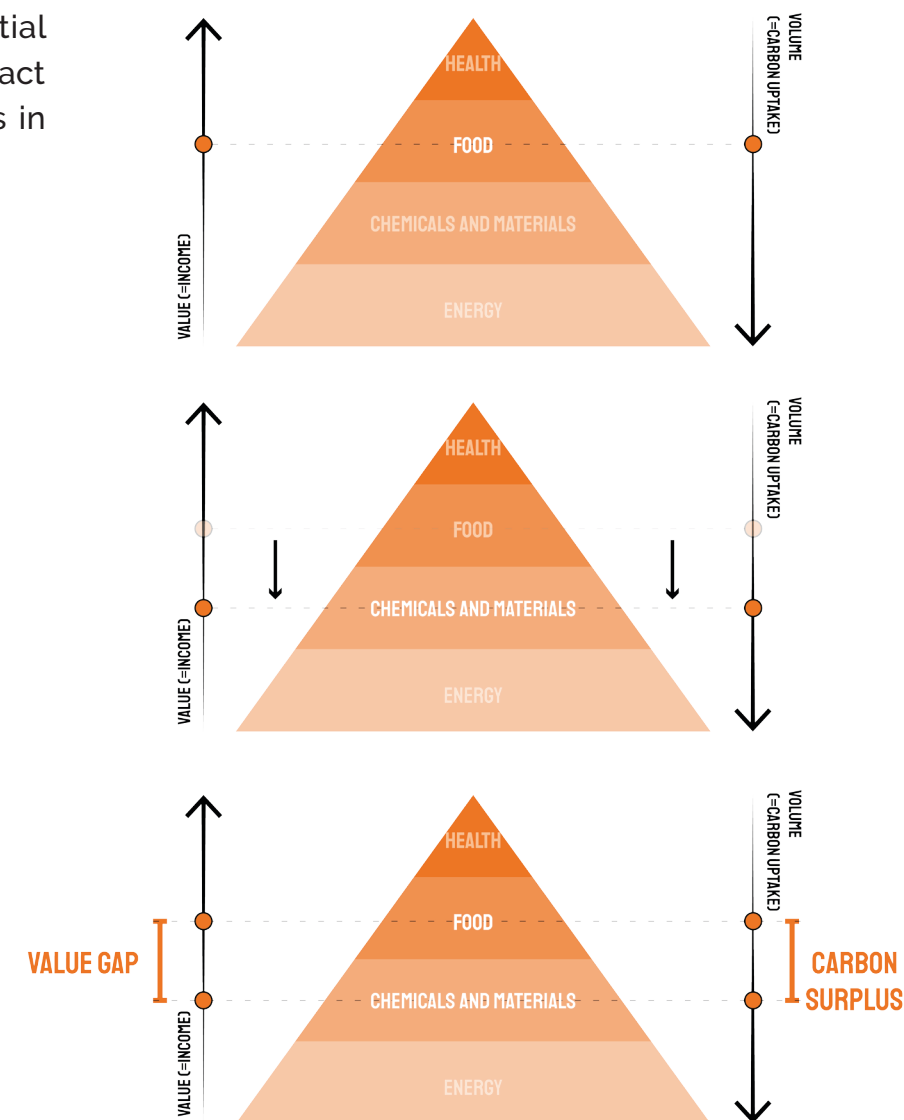 tial
act
s in
HEALTH
FOOD
CHEMICALS AND MATERIALS
ENERGY
VALUE (=INCOME)
VOLUME
(=CARBON UPTAKE)
HEALTH
FOOD
CHEMICALS AND MATERIALS
ENERGY
VALUE (=INCOME)
VOLUME
(=CARBON UPTAKE)
HEALTH
FOOD
CHEMICALS AND MATERIALS
ENERGY
VALUE (=INCOME)
VOLUME
(=CARBON UPTAKE)
VALUE GAP
CARBON
SURPLUS